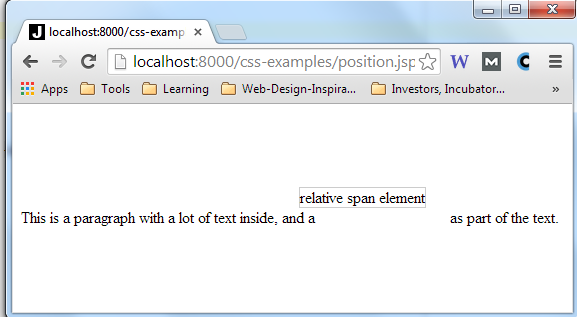 localhost:8000/css-examp
localhost:8000/css-examples/position.jsp
Apps Tools Learning Web-Design-Inspira... Investors, Incubator... »
relative span element
This is a paragraph with a lot of text inside, and a as part of the text.